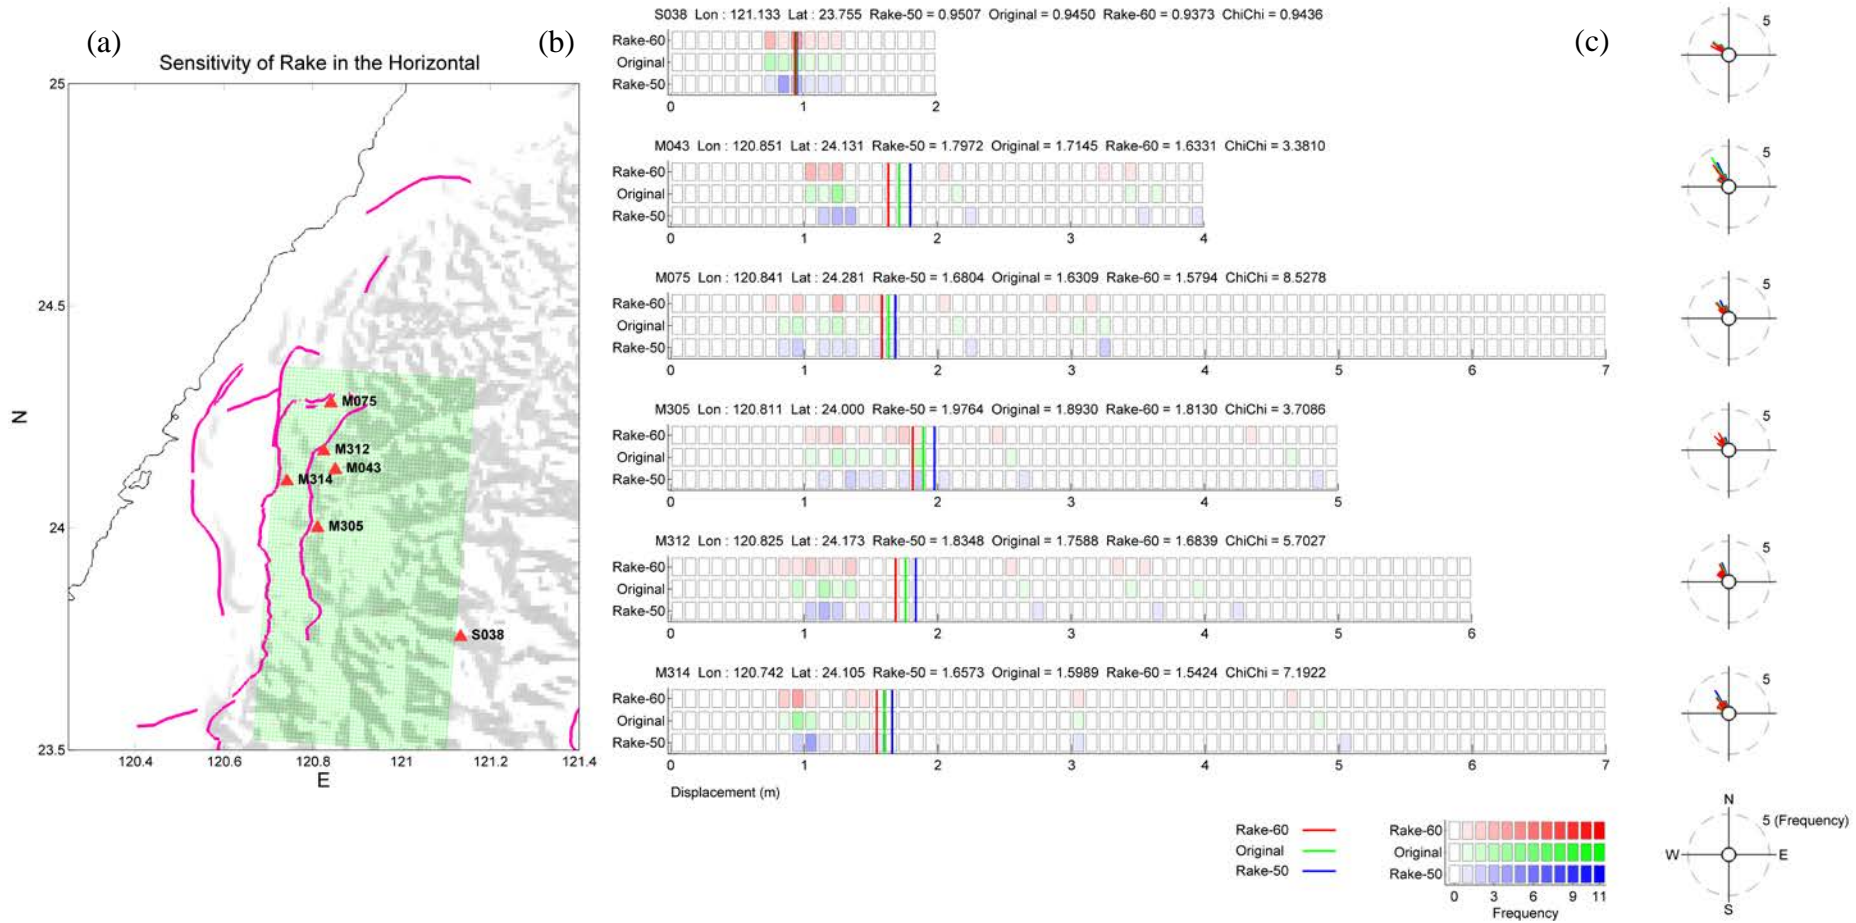 (a)
Sensitivity of Rake in the Horizontal
25
24.5
24
23.5
N
120.4 120.6 120.8 121 121.2 121.4
E
M075
M312
M043
M314
M305
S038
(b)
S038 Lon : 121.133 Lat : 23.755 Rake-50 = 0.9507 Original = 0.9450 Rake-60 = 0.9373 ChiChi = 0.9436
Rake-60
Original
Rake-50
0 1 2
M043 Lon : 120.851 Lat : 24.131 Rake-50 = 1.7972 Original = 1.7145 Rake-60 = 1.6331 ChiChi = 3.3810
Rake-60
Original
Rake-50
0 1 2 3 4
M075 Lon : 120.841 Lat : 24.281 Rake-50 = 1.6804 Original = 1.6309 Rake-60 = 1.5794 ChiChi = 8.5278
Rake-60
Original
Rake-50
0 1 2 3 4 5 6 7
M305 Lon : 120.811 Lat : 24.000 Rake-50 = 1.9764 Original = 1.8930 Rake-60 = 1.8130 ChiChi = 3.7086
Rake-60
Original
Rake-50
0 1 2 3 4 5
M312 Lon : 120.825 Lat : 24.173 Rake-50 = 1.8348 Original = 1.7588 Rake-60 = 1.6839 ChiChi = 5.7027
Rake-60
Original
Rake-50
0 1 2 3 4 5 6
M314 Lon : 120.742 Lat : 24.105 Rake-50 = 1.6573 Original = 1.5989 Rake-60 = 1.5424 ChiChi = 7.1922
Rake-60
Original
Rake-50
0 1 2 3 4 5 6 7
Displacement (m)
Rake-60
Original
Rake-50
Rake-60
Original
Rake-50
0 3 6 9 11
Frequency
(c)
5
5
5
5
5
5
N
5 (Frequency)
W E
S